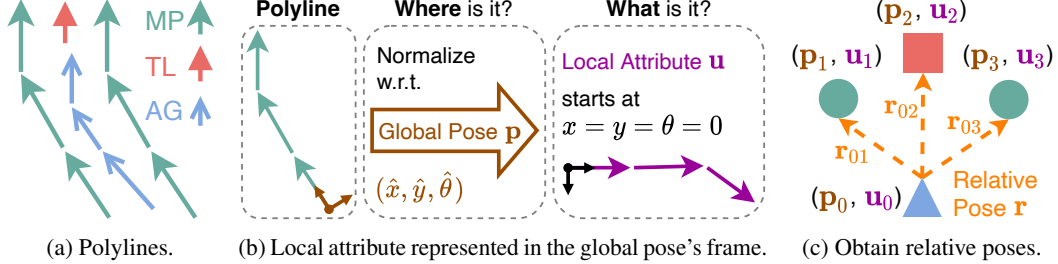 MP
TL
AG
(a) Polylines.
Polyline
Where is it?
Normalize
w.r.t.
Global Pose p
(x̂, ŷ, θ̂)
What is it?
Local Attribute u
starts at
x = y = θ = 0
(b) Local attribute represented in the global pose's frame.
(p₂, u₂)
(p₁, u₁)
(p₃, u₃)
r₀₂
r₀₁
r₀₃
(p₀, u₀)
Relative
Pose r
(c) Obtain relative poses.